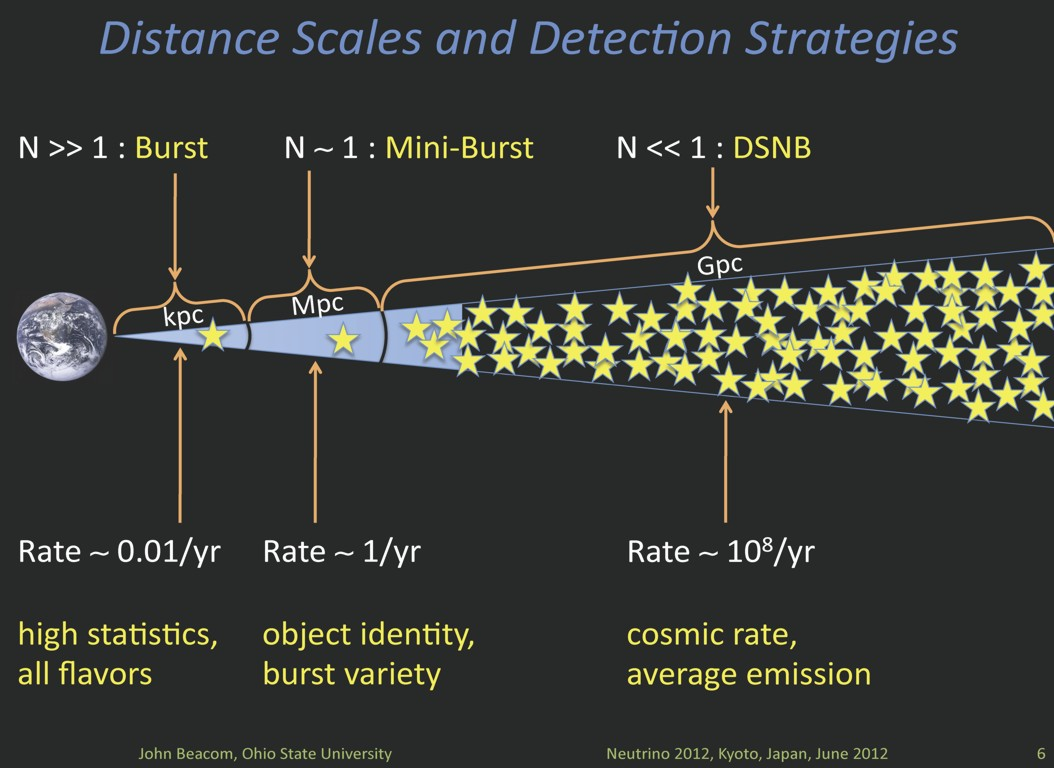 Distance Scales and Detection Strategies
N >> 1 : Burst
N ~ 1 : Mini-Burst
N << 1 : DSNB
kpc
Mpc
Gpc
Rate ~ 0.01/yr
Rate ~ 1/yr
Rate ~ 10⁸/yr
high statistics,
all flavors
object identity,
burst variety
cosmic rate,
average emission
John Beacom, Ohio State University
Neutrino 2012, Kyoto, Japan, June 2012
6